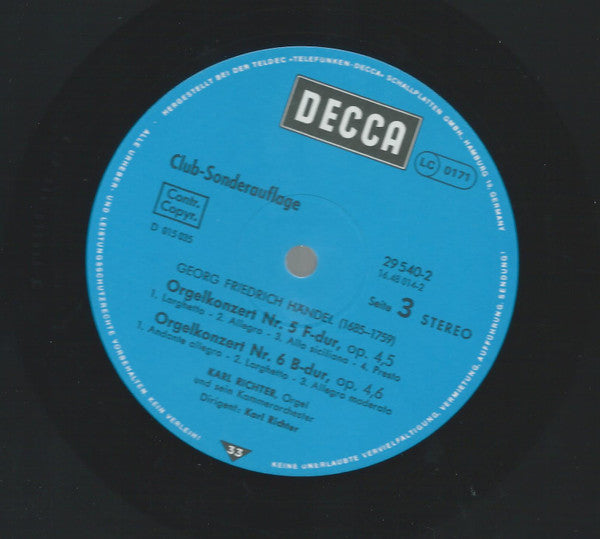 HERGESTELLT BEI DER TELDEC »TELEFUNKEN-DECCA« SCHALLPLATTEN GMBH, HAMBURG 19, GERMANY
DECCA
LC 0171
Club-Sonderauflage
Contr.
Copyr.
D 015 035
29 540-2
16.48 014-2
Seite 3 STEREO
GEORG FRIEDRICH HÄNDEL (1685-1759)
Orgelkonzert Nr. 5 F-dur, op. 4,5
1. Larghetto - 2. Allegro - 3. Alla siciliana - 4. Presto
Orgelkonzert Nr. 6 B-dur, op. 4,6
1. Andante allegro - 2. Larghetto - 3. Allegro moderato
KARL RICHTER, Orgel
und sein Kammerorchester
Dirigent: Karl Richter
33
ALLE URHEBER- UND LEISTUNGSSCHUTZRECHTE VORBEHALTEN KEIN VERLEIH!
KEINE UNERLAUBTE VERVIELFÄLTIGUNG, VERMIETUNG, AUFFÜHRUNG, SENDUNG!